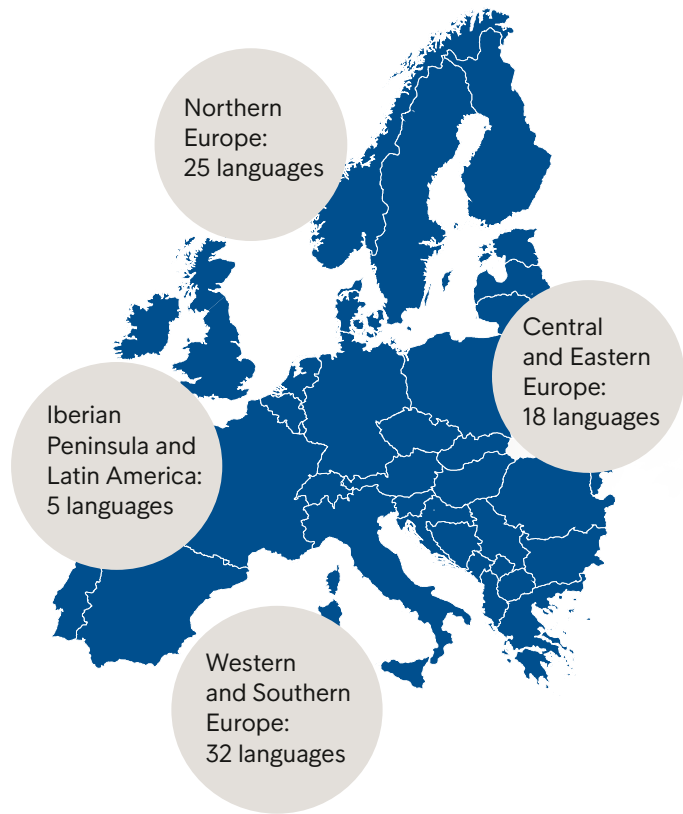 Northern
Europe:
25 languages
Central
and Eastern
Europe:
18 languages
Iberian
Peninsula and
Latin America:
5 languages
Western
and Southern
Europe:
32 languages